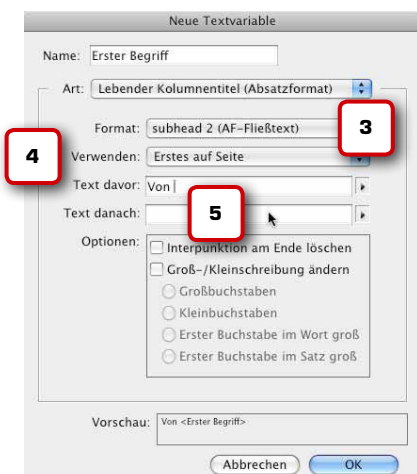 Neue Textvariable
Name: Erster Begriff
Art: Lebender Kolumnentitel (Absatzformat)
Format: subhead 2 (AF-Fließtext)
3
4
Verwenden: Erstes auf Seite
Text davor: Von
Text danach:
5
Optionen: Interpunktion am Ende löschen
Groß-/Kleinschreibung ändern
Großbuchstaben
Kleinbuchstaben
Erster Buchstabe im Wort groß
Erster Buchstabe im Satz groß
Vorschau: Von <Erster Begriff>
Abbrechen OK